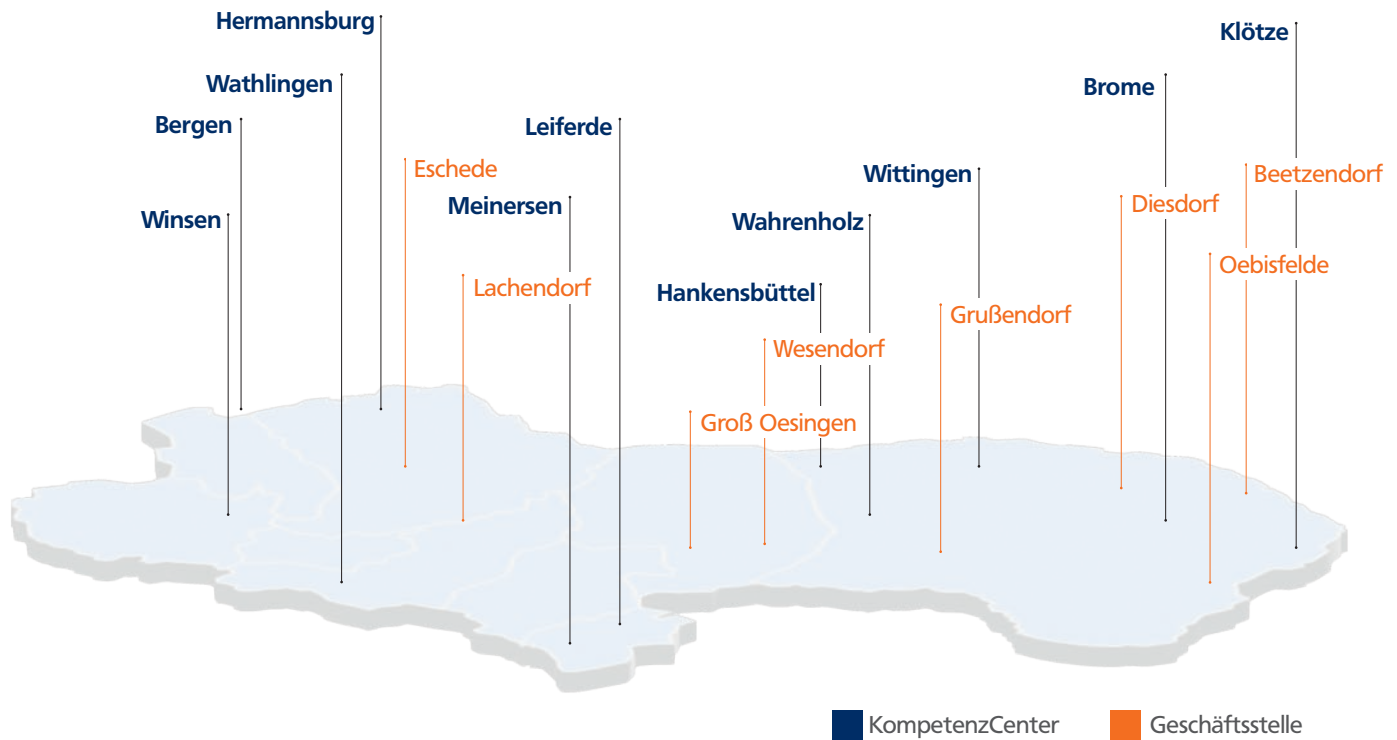 Hermannsburg
Klötze
Wathlingen
Brome
Bergen
Leiferde
Eschede
Wittingen
Beetzendorf
Meinersen
Diesdorf
Winsen
Wahrenholz
Oebisfelde
Lachendorf
Hankensbüttel
Grußendorf
Wesendorf
Groß Oesingen
KompetenzCenter
Geschäftsstelle